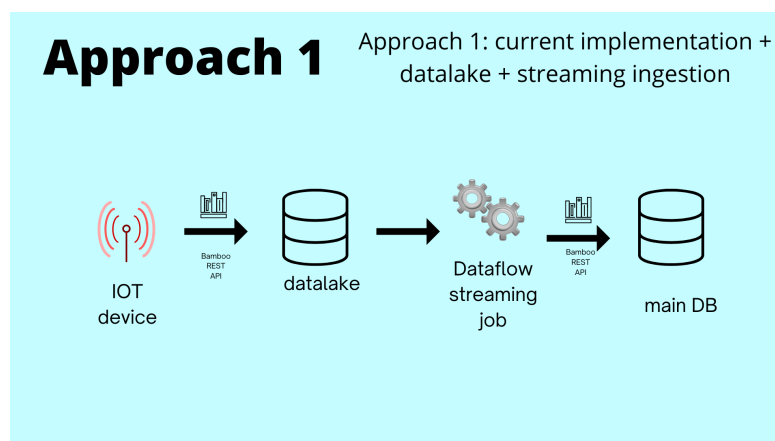 Approach 1
Approach 1: current implementation +
datalake + streaming ingestion
Bamboo
REST
API
IOT
device
datalake
Dataflow
streaming
job
Bamboo
REST
API
main DB